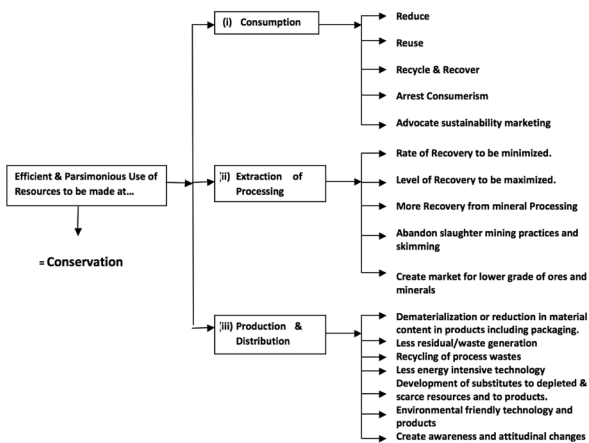 (i) Consumption
Reduce
Reuse
Recycle & Recover
Arrest Consumerism
Advocate sustainability marketing
Efficient & Parsimonious Use of
Resources to be made at...
= Conservation
(ii) Extraction of
Processing
Rate of Recovery to be minimized.
Level of Recovery to be maximized.
More Recovery from mineral Processing
Abandon slaughter mining practices and
skimming
Create market for lower grade of ores and
minerals
(iii) Production &
Distribution
Dematerialization or reduction in material
content in products including packaging.
Less residual/waste generation
Recycling of process wastes
Less energy intensive technology
Development of substitutes to depleted &
scarce resources and to products.
Environmental friendly technology and
products
Create awareness and attitudinal changes